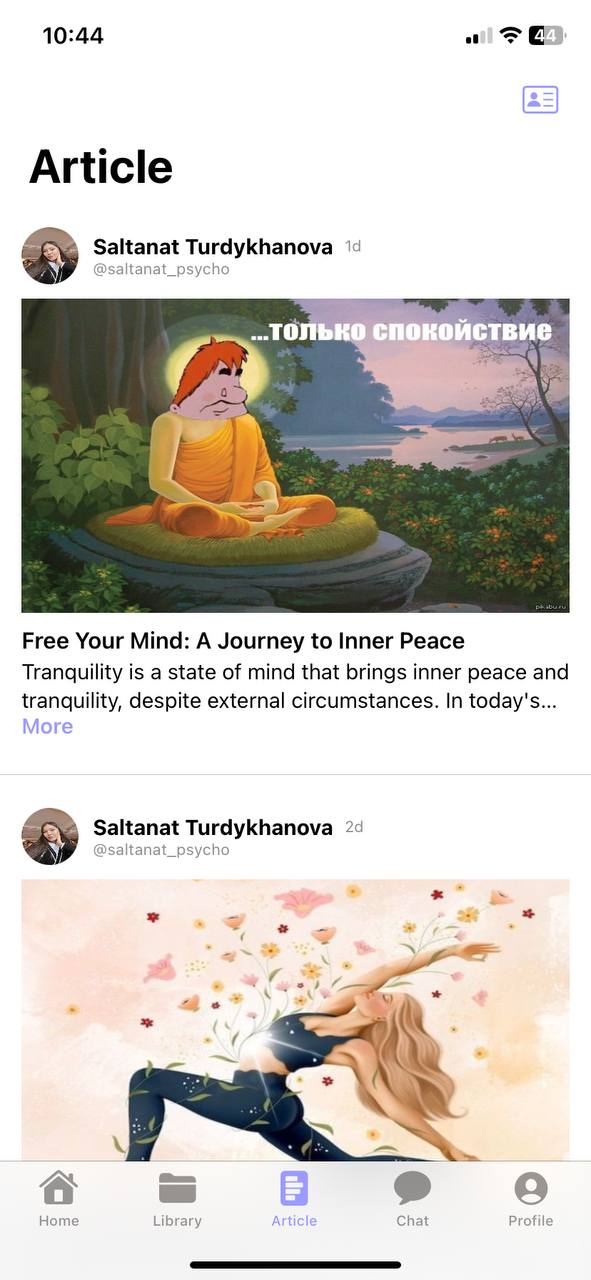 10:44
44
Article
Saltanat Turdykhanova 1d
@saltanat_psycho
...только спокойствие
pikabu.ru
Free Your Mind: A Journey to Inner Peace
Tranquility is a state of mind that brings inner peace and
tranquility, despite external circumstances. In today's...
More
Saltanat Turdykhanova 2d
@saltanat_psycho
Home Library Article Chat Profile